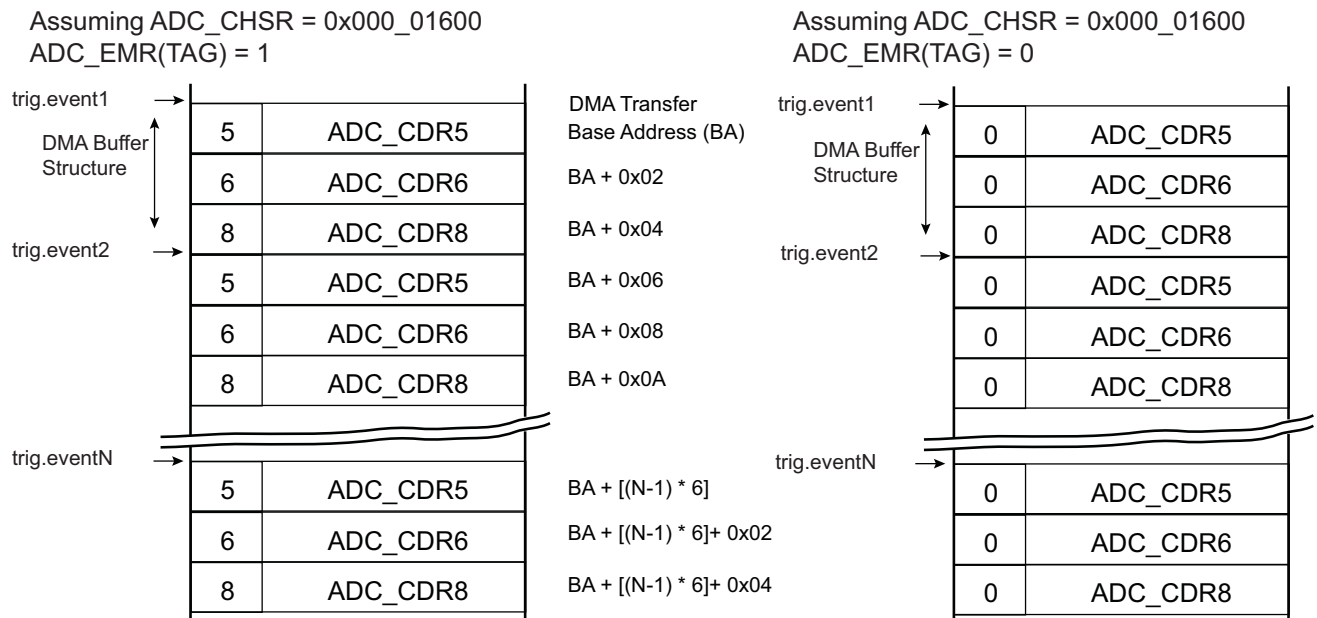 Assuming ADC_CHSR = 0x000_01600
ADC_EMR(TAG) = 1
trig.event1
DMA Buffer
Structure
trig.event2
trig.eventN
5 ADC_CDR5
6 ADC_CDR6
8 ADC_CDR8
5 ADC_CDR5
6 ADC_CDR6
8 ADC_CDR8
5 ADC_CDR5
6 ADC_CDR6
8 ADC_CDR8
DMA Transfer
Base Address (BA)
BA + 0x02
BA + 0x04
BA + 0x06
BA + 0x08
BA + 0x0A
BA + [(N-1) * 6]
BA + [(N-1) * 6]+ 0x02
BA + [(N-1) * 6]+ 0x04
Assuming ADC_CHSR = 0x000_01600
ADC_EMR(TAG) = 0
trig.event1
DMA Buffer
Structure
trig.event2
trig.eventN
0 ADC_CDR5
0 ADC_CDR6
0 ADC_CDR8
0 ADC_CDR5
0 ADC_CDR6
0 ADC_CDR8
0 ADC_CDR5
0 ADC_CDR6
0 ADC_CDR8